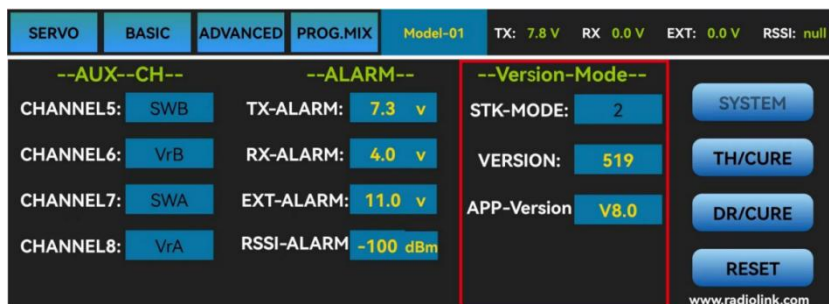 SERVO BASIC ADVANCED PROG.MIX Model-01 TX: 7.8 V RX 0.0 V EXT: 0.0 V RSSI: null
--AUX--CH-- --ALARM-- --Version-Mode--
CHANNEL5: SWB TX-ALARM: 7.3 v STK-MODE: 2 SYSTEM
CHANNEL6: VrB RX-ALARM: 4.0 v VERSION: 519 TH/CURE
CHANNEL7: SWA EXT-ALARM: 11.0 v APP-Version V8.0 DR/CURE
CHANNEL8: VrA RSSI-ALARM -100 dBm RESET
www.radiolink.com